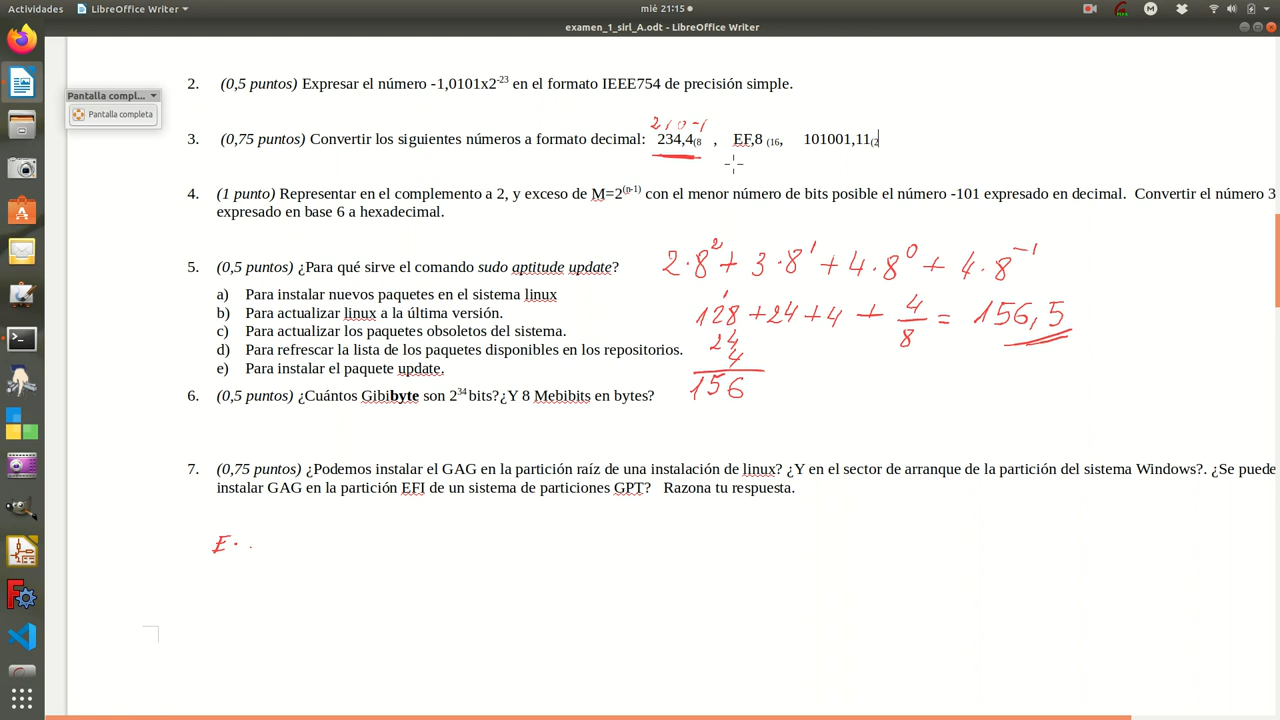 Actividades LibreOffice Writer mié 21:15
examen_1_sirl_A.odt - LibreOffice Writer
2. (0,5 puntos) Expresar el número -1,0101x2-23 en el formato IEEE754 de precisión simple.
Pantalla compl...
Pantalla completa
2 1 0 -1
3. (0,75 puntos) Convertir los siguientes números a formato decimal: 234,4(8 , EF,8 (16, 101001,11(2
4. (1 punto) Representar en el complemento a 2, y exceso de M=2(n-1) con el menor número de bits posible el número -101 expresado en decimal. Convertir el número 3
expresado en base 6 a hexadecimal.
2·8² + 3·8¹ + 4·8⁰ + 4·8⁻¹
5. (0,5 puntos) ¿Para qué sirve el comando sudo aptitude update?
a) Para instalar nuevos paquetes en el sistema linux
b) Para actualizar linux a la última versión.
128 + 24 + 4 + 4/8 = 156,5
c) Para actualizar los paquetes obsoletos del sistema.
24
d) Para refrescar la lista de los paquetes disponibles en los repositorios.
4
e) Para instalar el paquete update.
156
6. (0,5 puntos) ¿Cuántos Gibibyte son 234 bits?¿Y 8 Mebibits en bytes?
7. (0,75 puntos) ¿Podemos instalar el GAG en la partición raíz de una instalación de linux? ¿Y en el sector de arranque de la partición del sistema Windows?. ¿Se puede
instalar GAG en la partición EFI de un sistema de particiones GPT? Razona tu respuesta.
E·